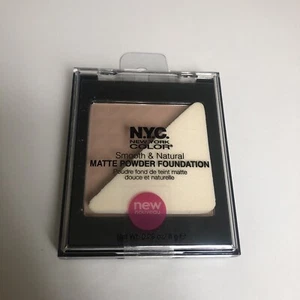 N.Y.C.
NEW YORK
COLOR®
Smooth & Natural
MATTE POWDER FOUNDATION
Poudre fond de teint matte
douce et naturelle
new